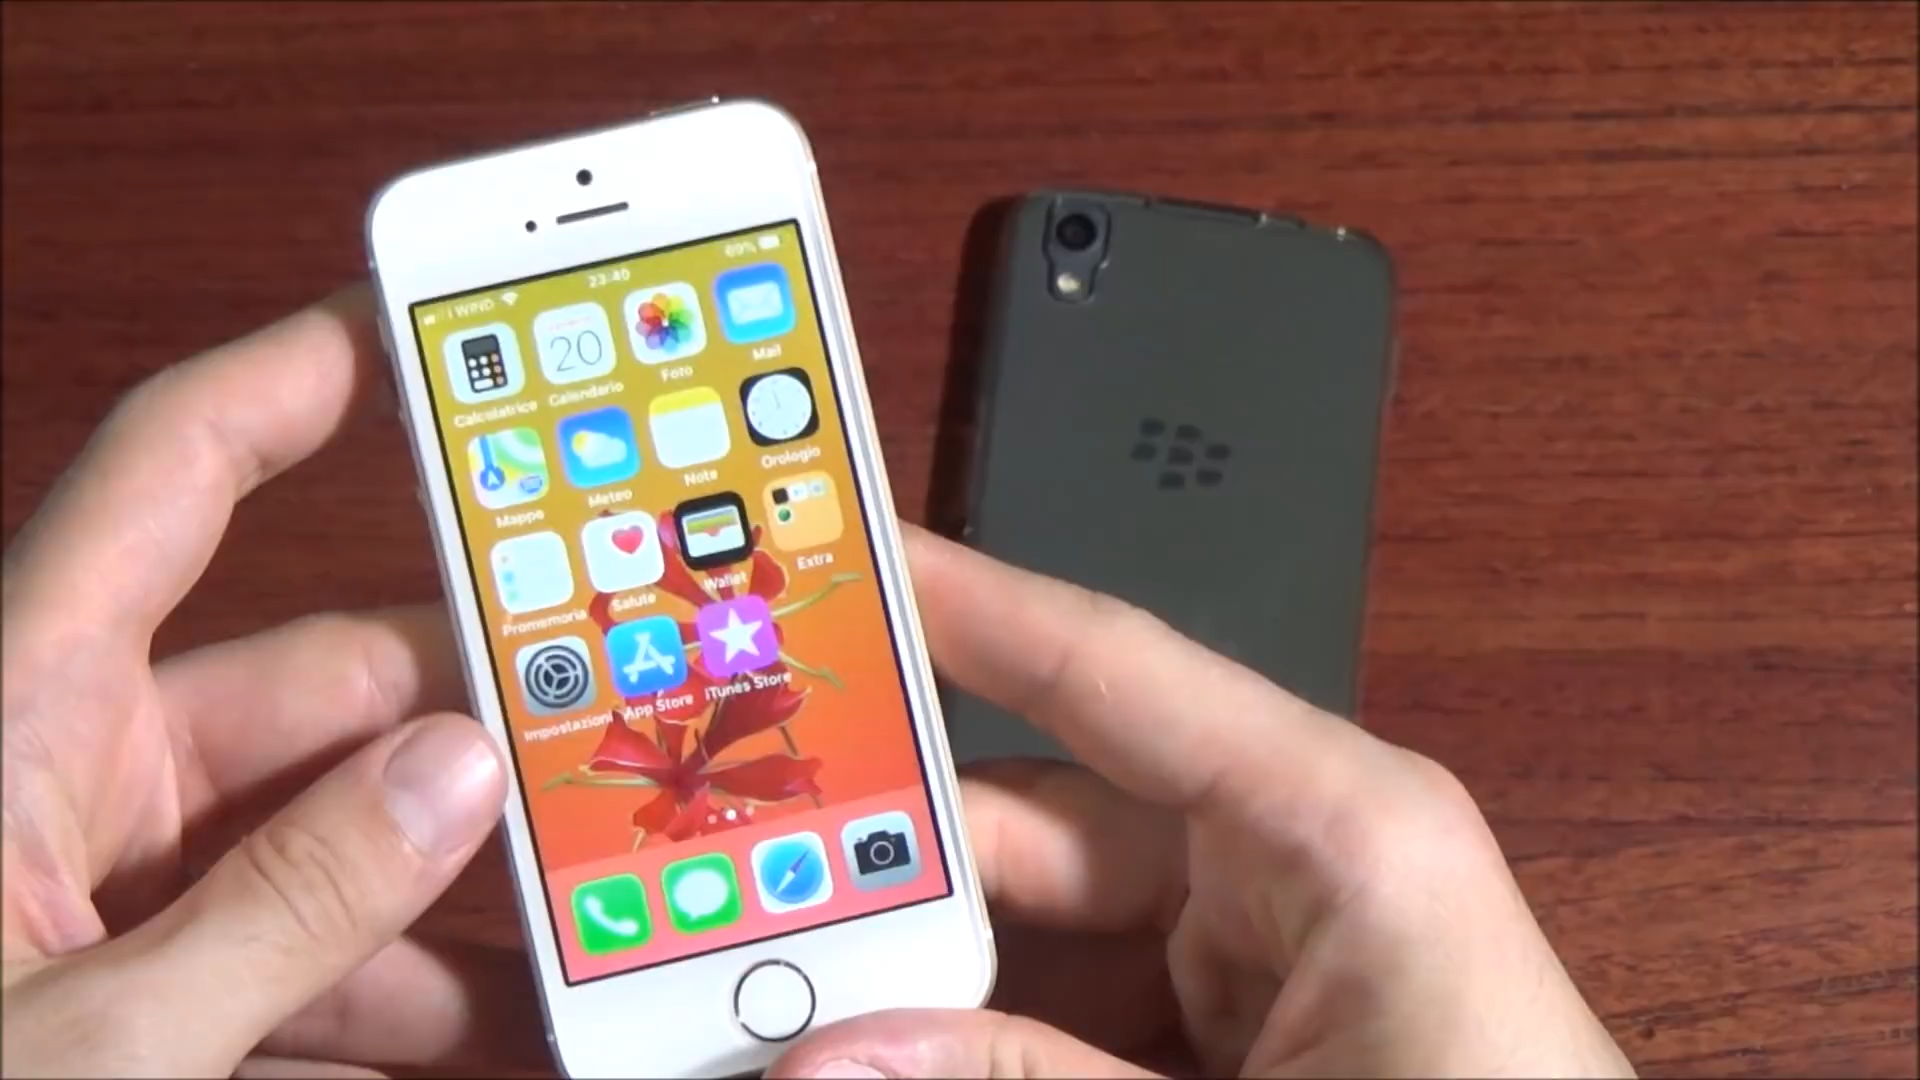 WIND 23:40 69%
20
Calcolatrice Calendario Foto Mail
Mappe Meteo Note Orologio
Promemoria Salute Wallet Extra
Impostazioni App Store iTunes Store